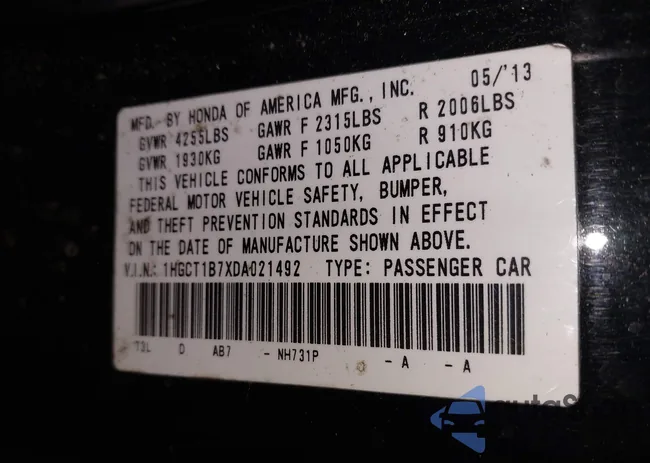 MFD. BY HONDA OF AMERICA MFG., INC. 05/'13
GVWR 4255LBS GAWR F 2315LBS R 2006LBS
GVWR 1930KG GAWR F 1050KG R 910KG
THIS VEHICLE CONFORMS TO ALL APPLICABLE
FEDERAL MOTOR VEHICLE SAFETY, BUMPER,
AND THEFT PREVENTION STANDARDS IN EFFECT
ON THE DATE OF MANUFACTURE SHOWN ABOVE.
V.I.N.: 1HGCT1B7XDA021492 TYPE: PASSENGER CAR
73L D AB7 -NH731P -A -A